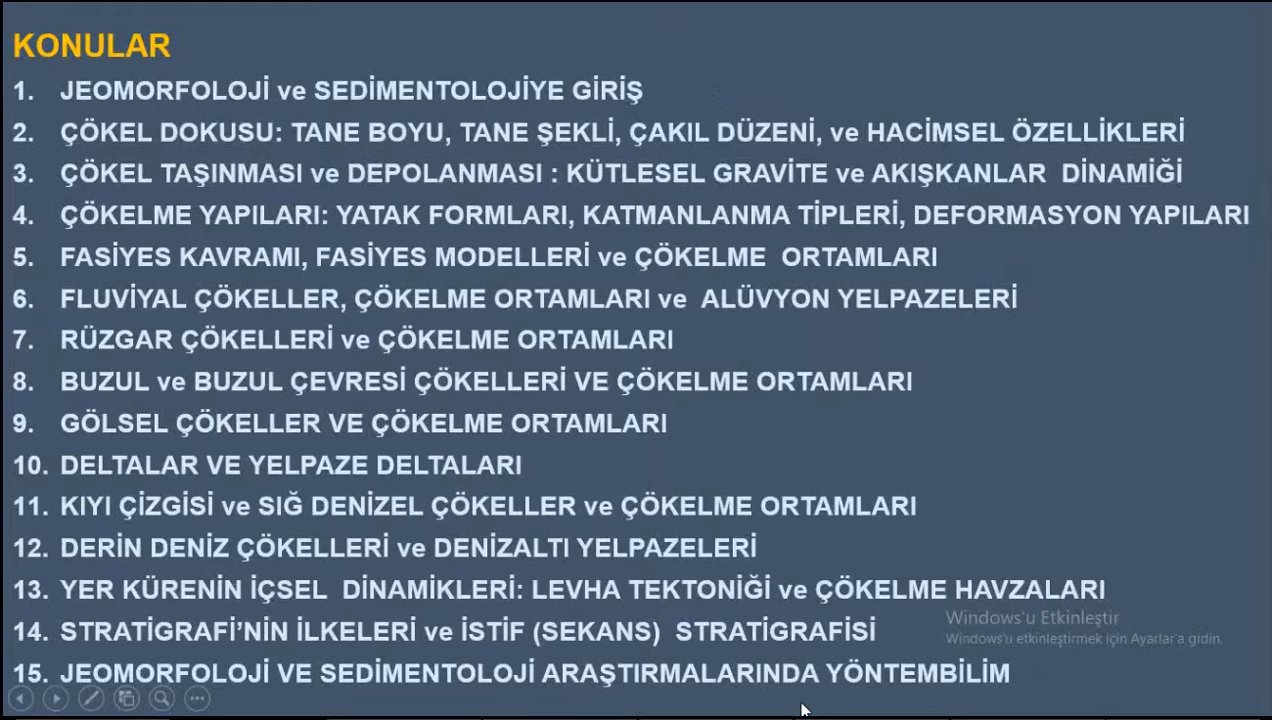 KONULAR
1. JEOMORFOLOJİ ve SEDİMENTOLOJİYE GİRİŞ
2. ÇÖKEL DOKUSU: TANE BOYU, TANE ŞEKLİ, ÇAKIL DÜZENİ, ve HACİMSEL ÖZELLİKLERİ
3. ÇÖKEL TAŞINMASI ve DEPOLANMASI : KÜTLESEL GRAVİTE ve AKIŞKANLAR DİNAMİĞİ
4. ÇÖKELME YAPILARI: YATAK FORMLARI, KATMANLANMA TİPLERİ, DEFORMASYON YAPILARI
5. FASİYES KAVRAMI, FASİYES MODELLERİ ve ÇÖKELME ORTAMLARI
6. FLUVİYAL ÇÖKELLER, ÇÖKELME ORTAMLARI ve ALÜVYON YELPAZELERİ
7. RÜZGAR ÇÖKELLERİ ve ÇÖKELME ORTAMLARI
8. BUZUL ve BUZUL ÇEVRESİ ÇÖKELLERİ VE ÇÖKELME ORTAMLARI
9. GÖLSEL ÇÖKELLER VE ÇÖKELME ORTAMLARI
10. DELTALAR VE YELPAZE DELTALARI
11. KIYI ÇİZGİSİ ve SIĞ DENİZEL ÇÖKELLER ve ÇÖKELME ORTAMLARI
12. DERİN DENİZ ÇÖKELLERİ ve DENİZALTI YELPAZELERİ
13. YER KÜRENİN İÇSEL DİNAMİKLERİ: LEVHA TEKTONİĞİ ve ÇÖKELME HAVZALARI
14. STRATİGRAFİ’NİN İLKELERİ ve İSTİF (SEKANS) STRATİGRAFİSİ
15. JEOMORFOLOJİ VE SEDİMENTOLOJİ ARAŞTIRMALARINDA YÖNTEMBİLİM
Windows'u Etkinleştir
Windows'u etkinleştirmek için Ayarlar'a gidin.